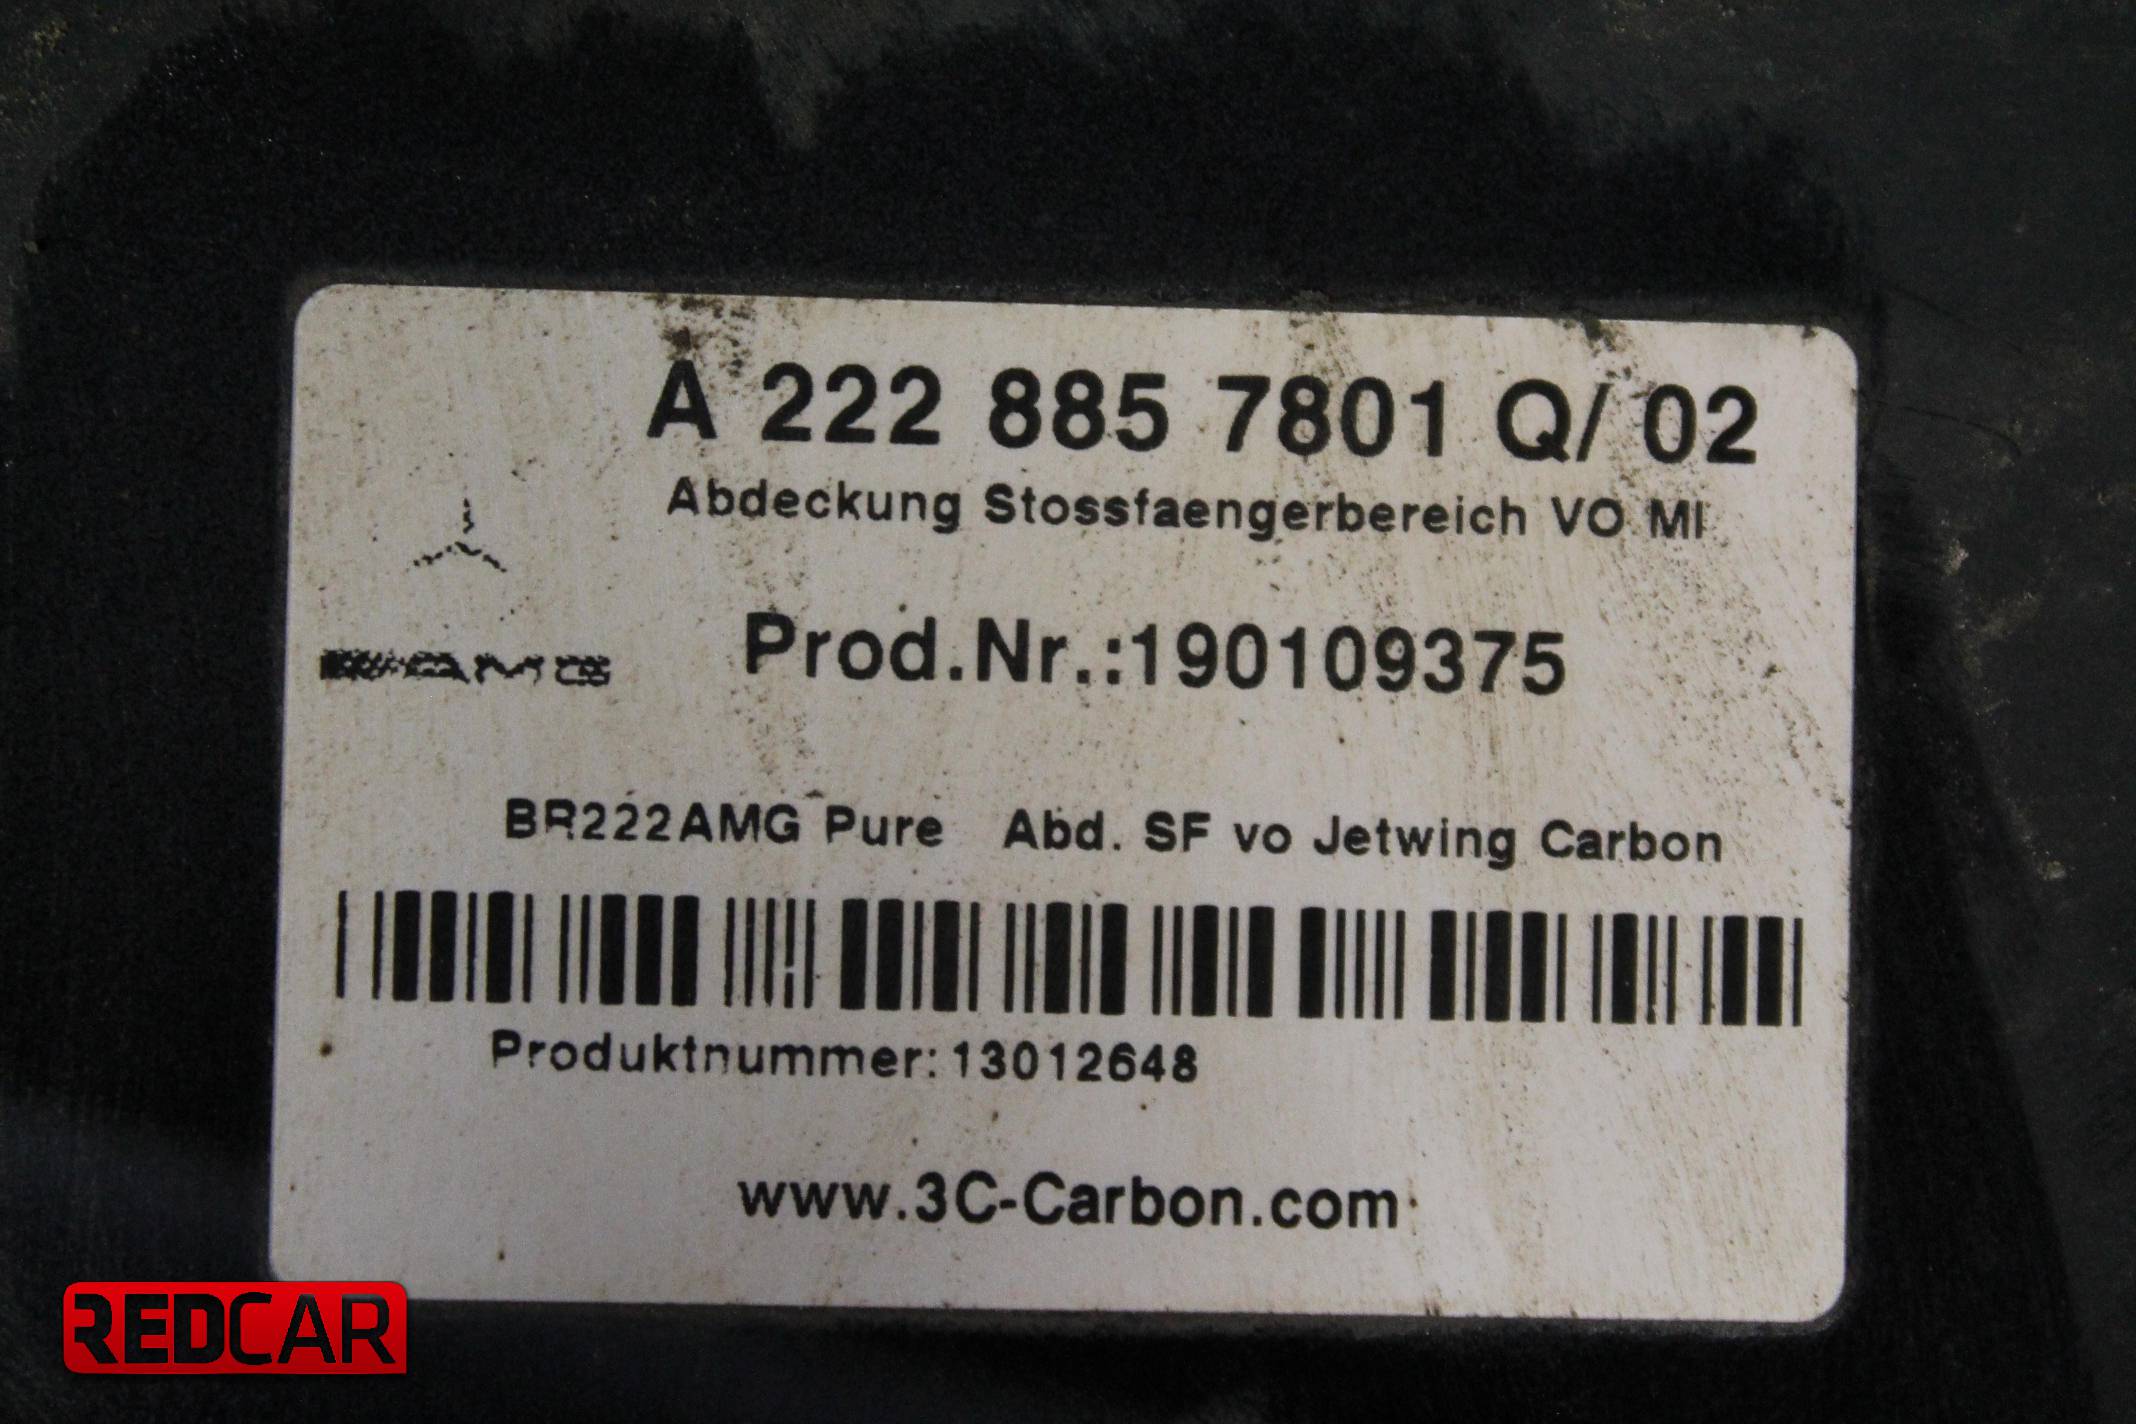 A 222 885 7801 Q/ 02
Abdeckung Stossfaengerbereich VO MI
Prod.Nr.:190109375
BR222AMG Pure Abd. SF vo Jetwing Carbon
Produktnummer: 13012648
www.3C-Carbon.com
REDCAR